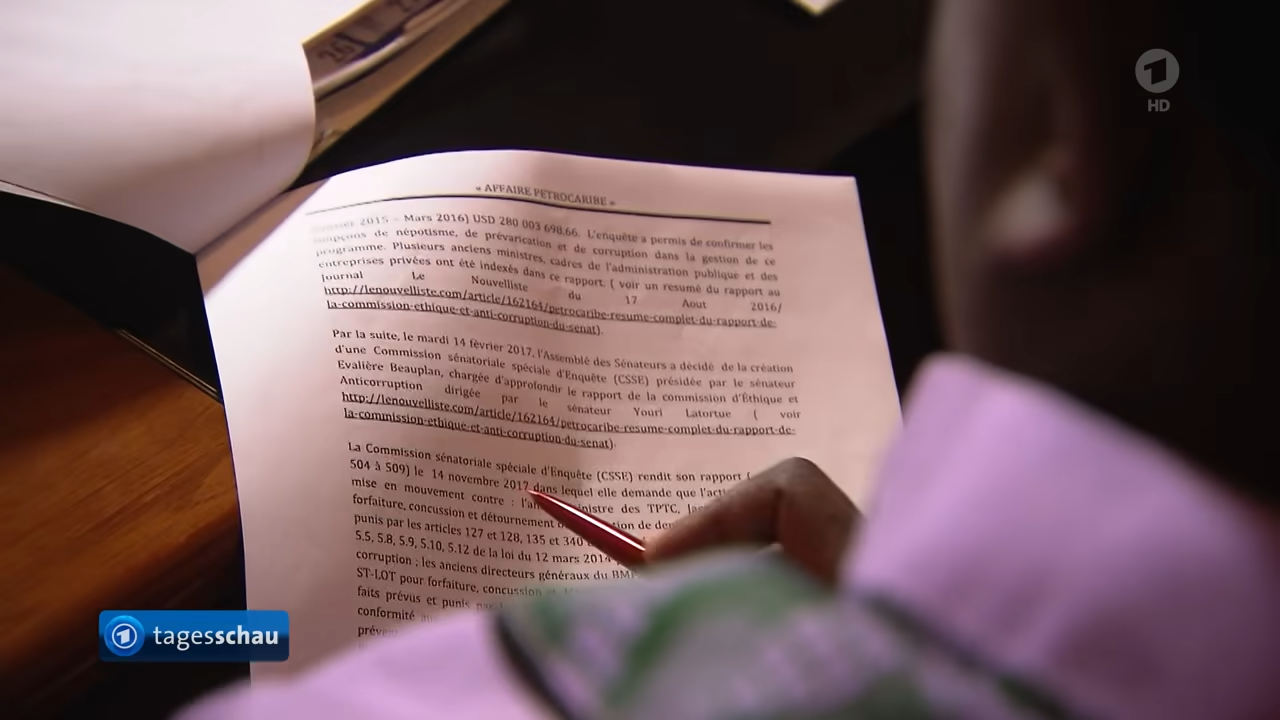 1
HD
« AFFAIRE PETROCARIBE »
2015 – Mars 2016) USD 280 003 698.66. L'enquête a permis de confirmer les
soupçons de népotisme, de prévarication et de corruption dans la gestion de ce
programme. Plusieurs anciens ministres, cadres de l'administration publique et des
entreprises privées ont été indexés dans ce rapport. ( voir un resumé du rapport au
Journal Le Nouvelliste du 17 Aout 2016/
http://lenouvelliste.com/article/162164/petrocaribe-resume-complet-du-rapport-de-
la-commission-ethique-et-anti-corruption-du-senat).
Par la suite, le mardi 14 février 2017, l'Assemblé des Sénateurs a décidé de la création
d'une Commission sénatoriale spéciale d'Enquête (CSSE) présidée par le sénateur
Evalière Beauplan, chargée d'approfondir le rapport de la commission d'Éthique et
Anticorruption dirigée par le sénateur Youri Latortue ( voir
http://lenouvelliste.com/article/162164/petrocaribe-resume-complet-du-rapport-de-
la-commission-ethique-et-anti-corruption-du-senat).
La Commission sénatoriale spéciale d'Enquête (CSSE) rendit son rapport (
504 à 509) le 14 novembre 2017 dans lequel elle demande que l'acti
mise en mouvement contre : l'an inistre des TPTC,
forfaiture, concussion et détournement de
punis par les articles 127 et 128, 135 et 340
5.5, 5.8, 5.9, 5.10, 5.12 de la loi du 12 mars 2014
corruption ; les anciens directeurs généraux du BMP
ST-LOT pour forfaiture, concussion et
faits prévus et punis
conformité
tagesschau